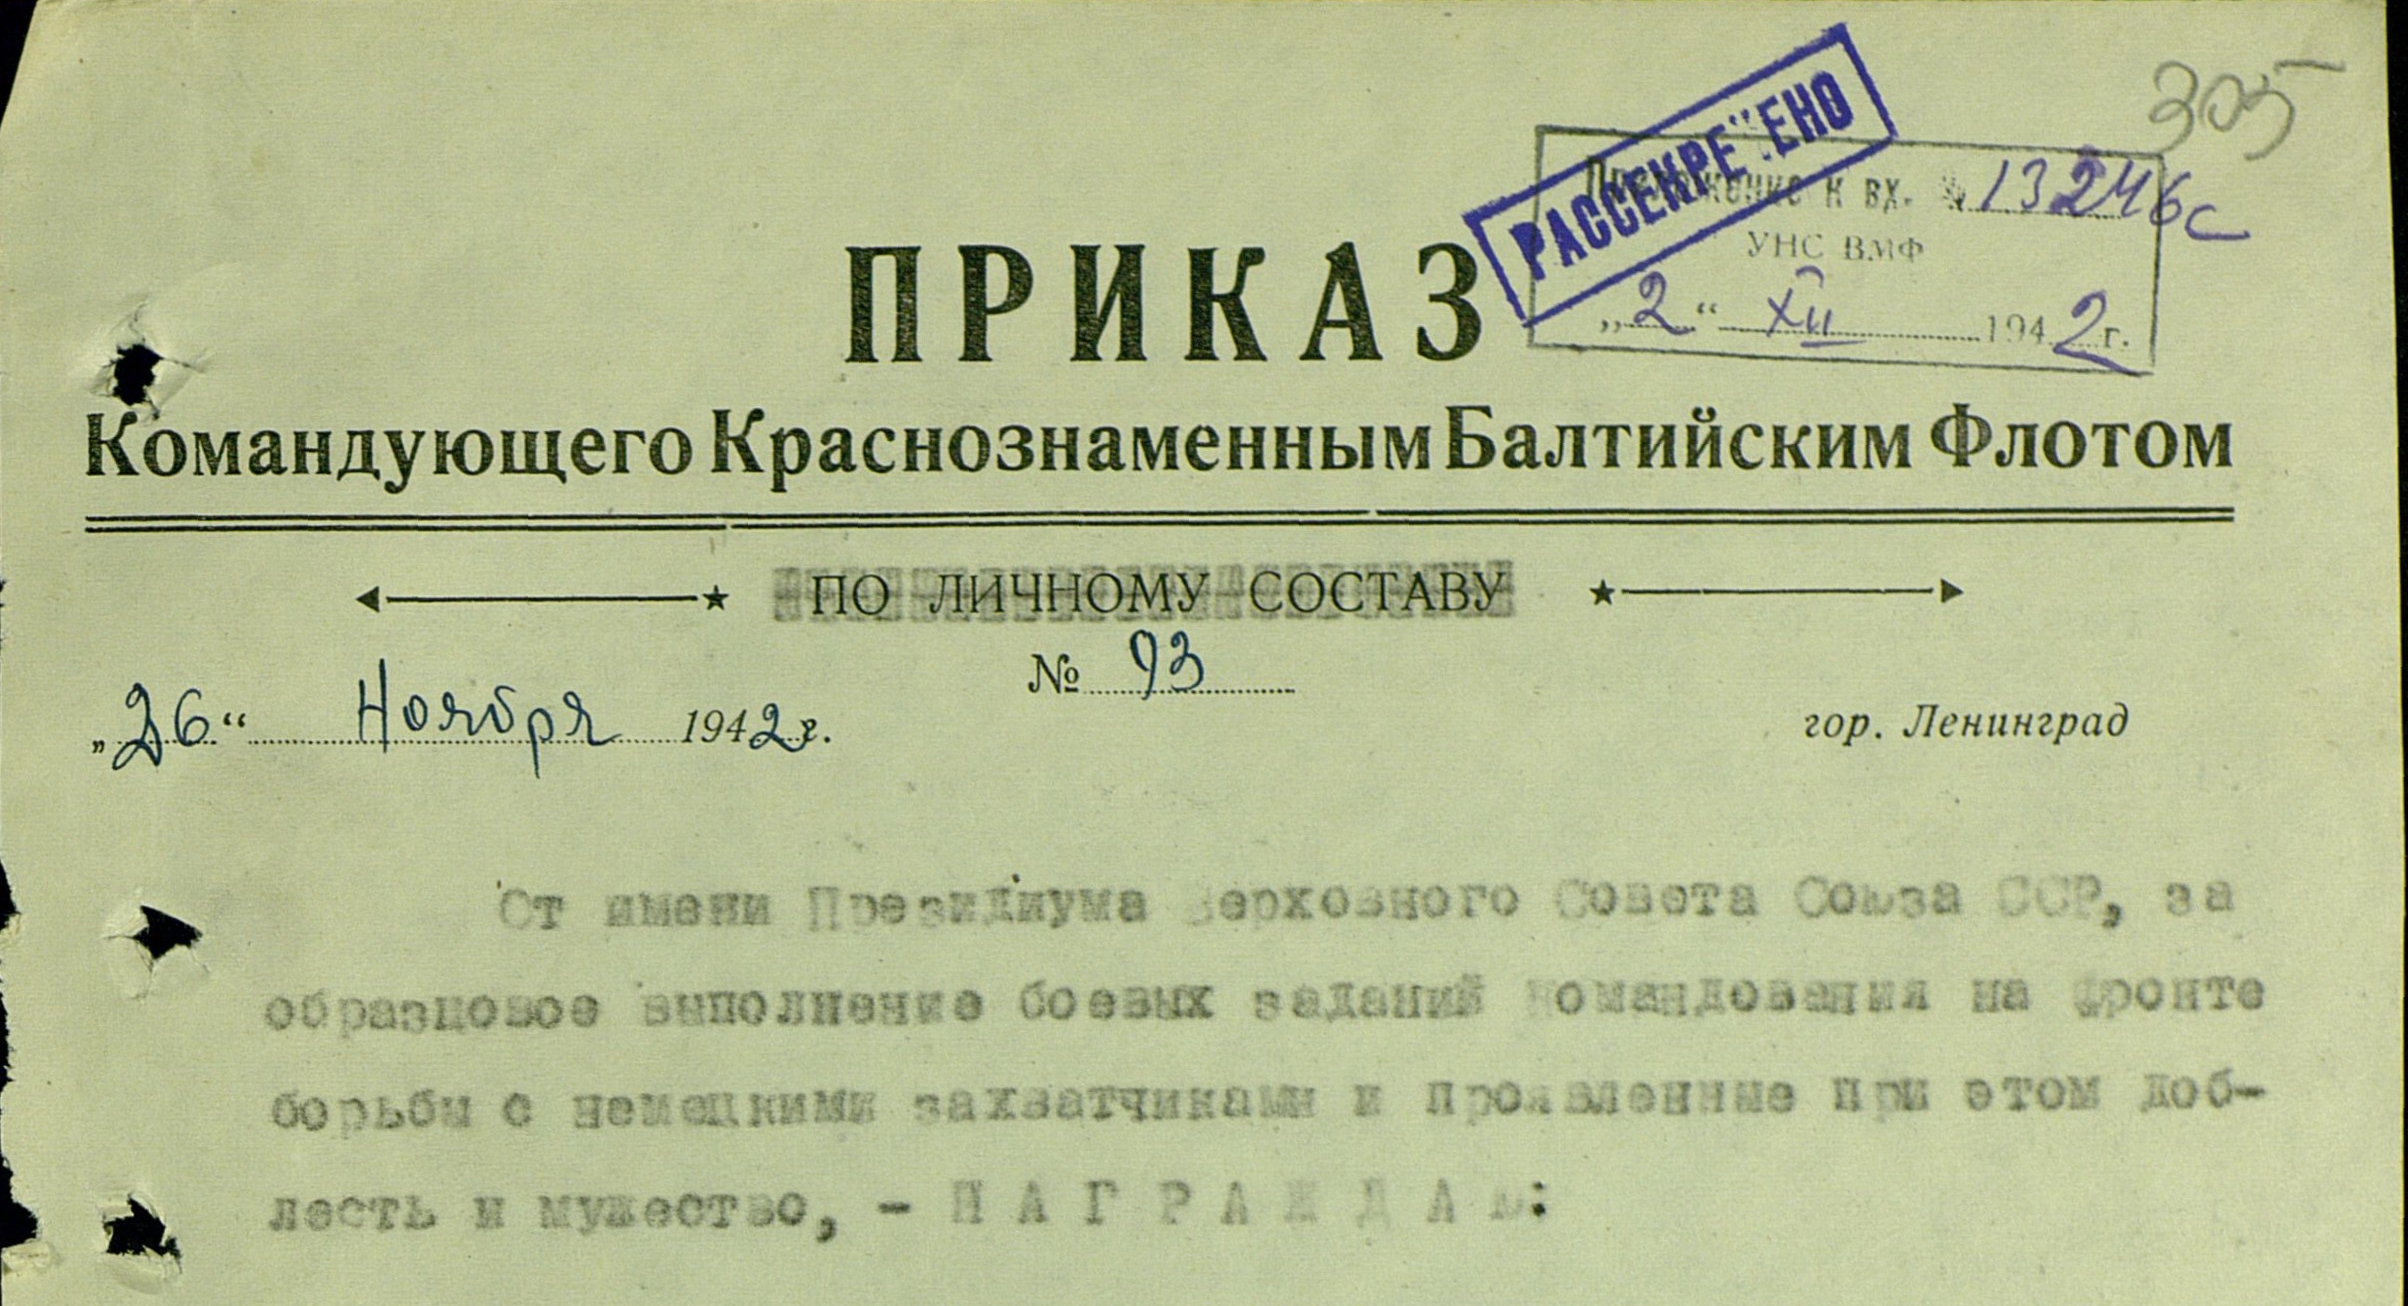 305
РАССЕКРЕЧЕНО
Приложение к вх. № 13246с
УНС ВМФ
„2“ XII 1942 г.
ПРИКАЗ
Командующего Краснознаменным Балтийским Флотом
ПО ЛИЧНОМУ СОСТАВУ
№ 93
„26“ Ноября 1942 г.
гор. Ленинград
От имени Президиума Верховного Совета Союза ССР, за
образцовое выполнение боевых заданий командования на фронте
борьбы с немецкими захватчиками и проявленные при этом доб-
лесть и мужество, - Н А Г Р А Ж Д А Ю: